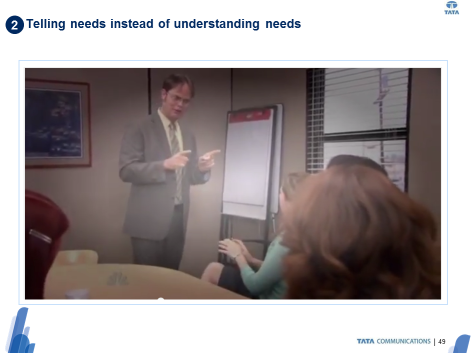 TATA
2 Telling needs instead of understanding needs
TATA COMMUNICATIONS | 49